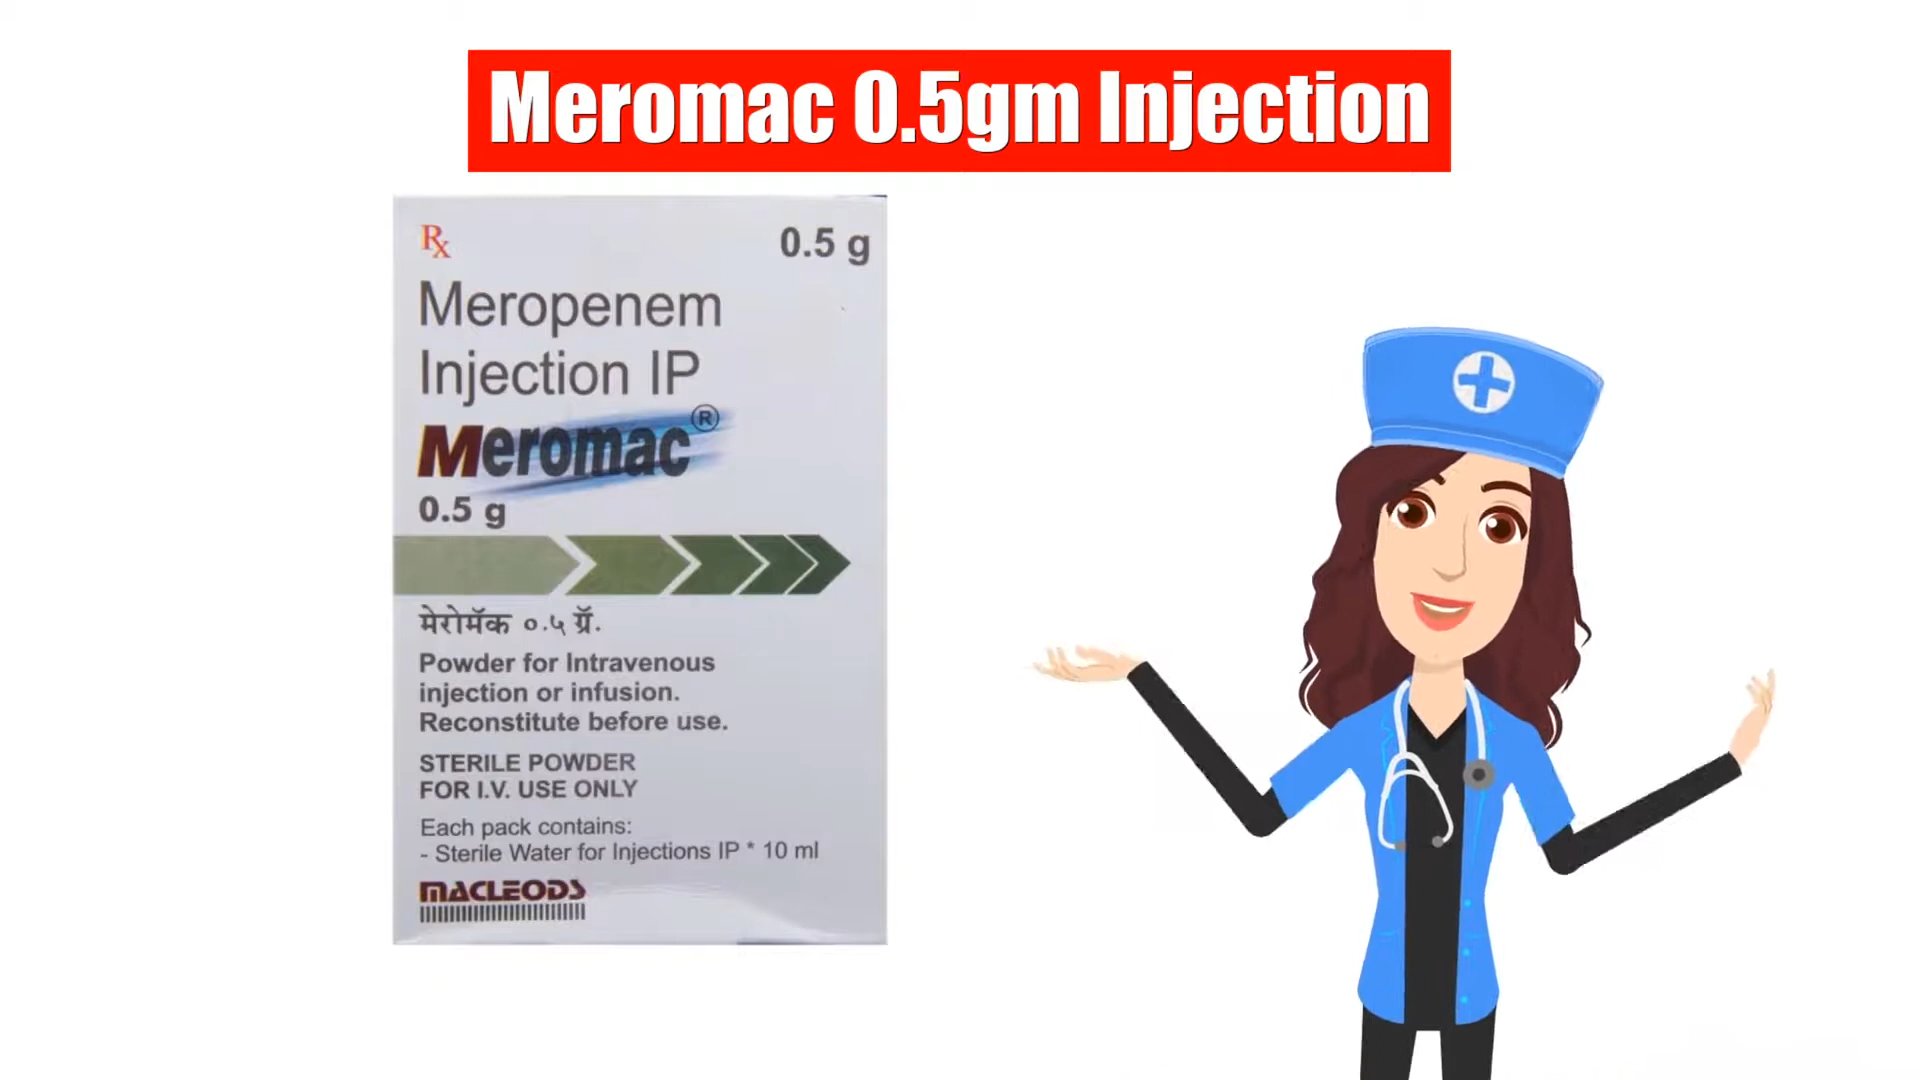 Meromac 0.5gm Injection
Rx
0.5 g
Meropenem
Injection IP
Meromac®
0.5 g
मेरोमॅक ०.५ ग्रॅ.
Powder for Intravenous
injection or infusion.
Reconstitute before use.
STERILE POWDER
FOR I.V. USE ONLY
Each pack contains:
- Sterile Water for Injections IP * 10 ml
MACLEODS